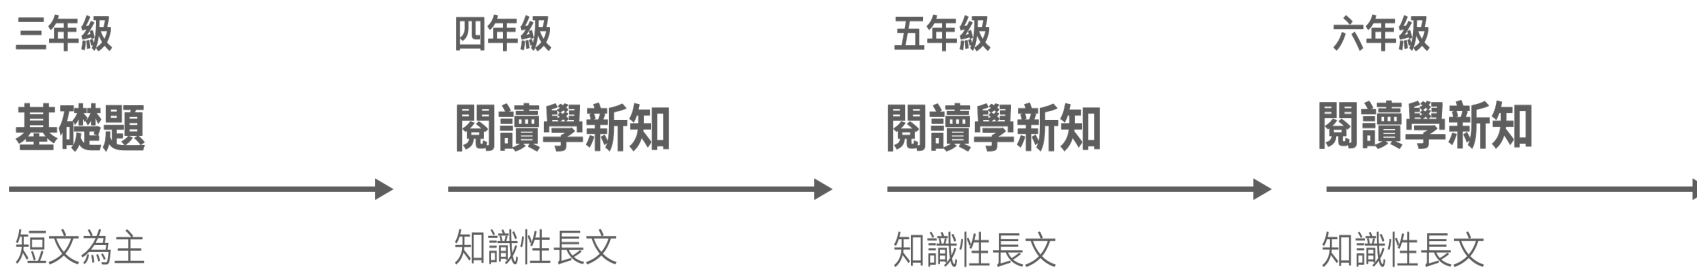 三年級 四年級 五年級 六年級
基礎題 閱讀學新知 閱讀學新知 閱讀學新知
短文為主 知識性長文 知識性長文 知識性長文